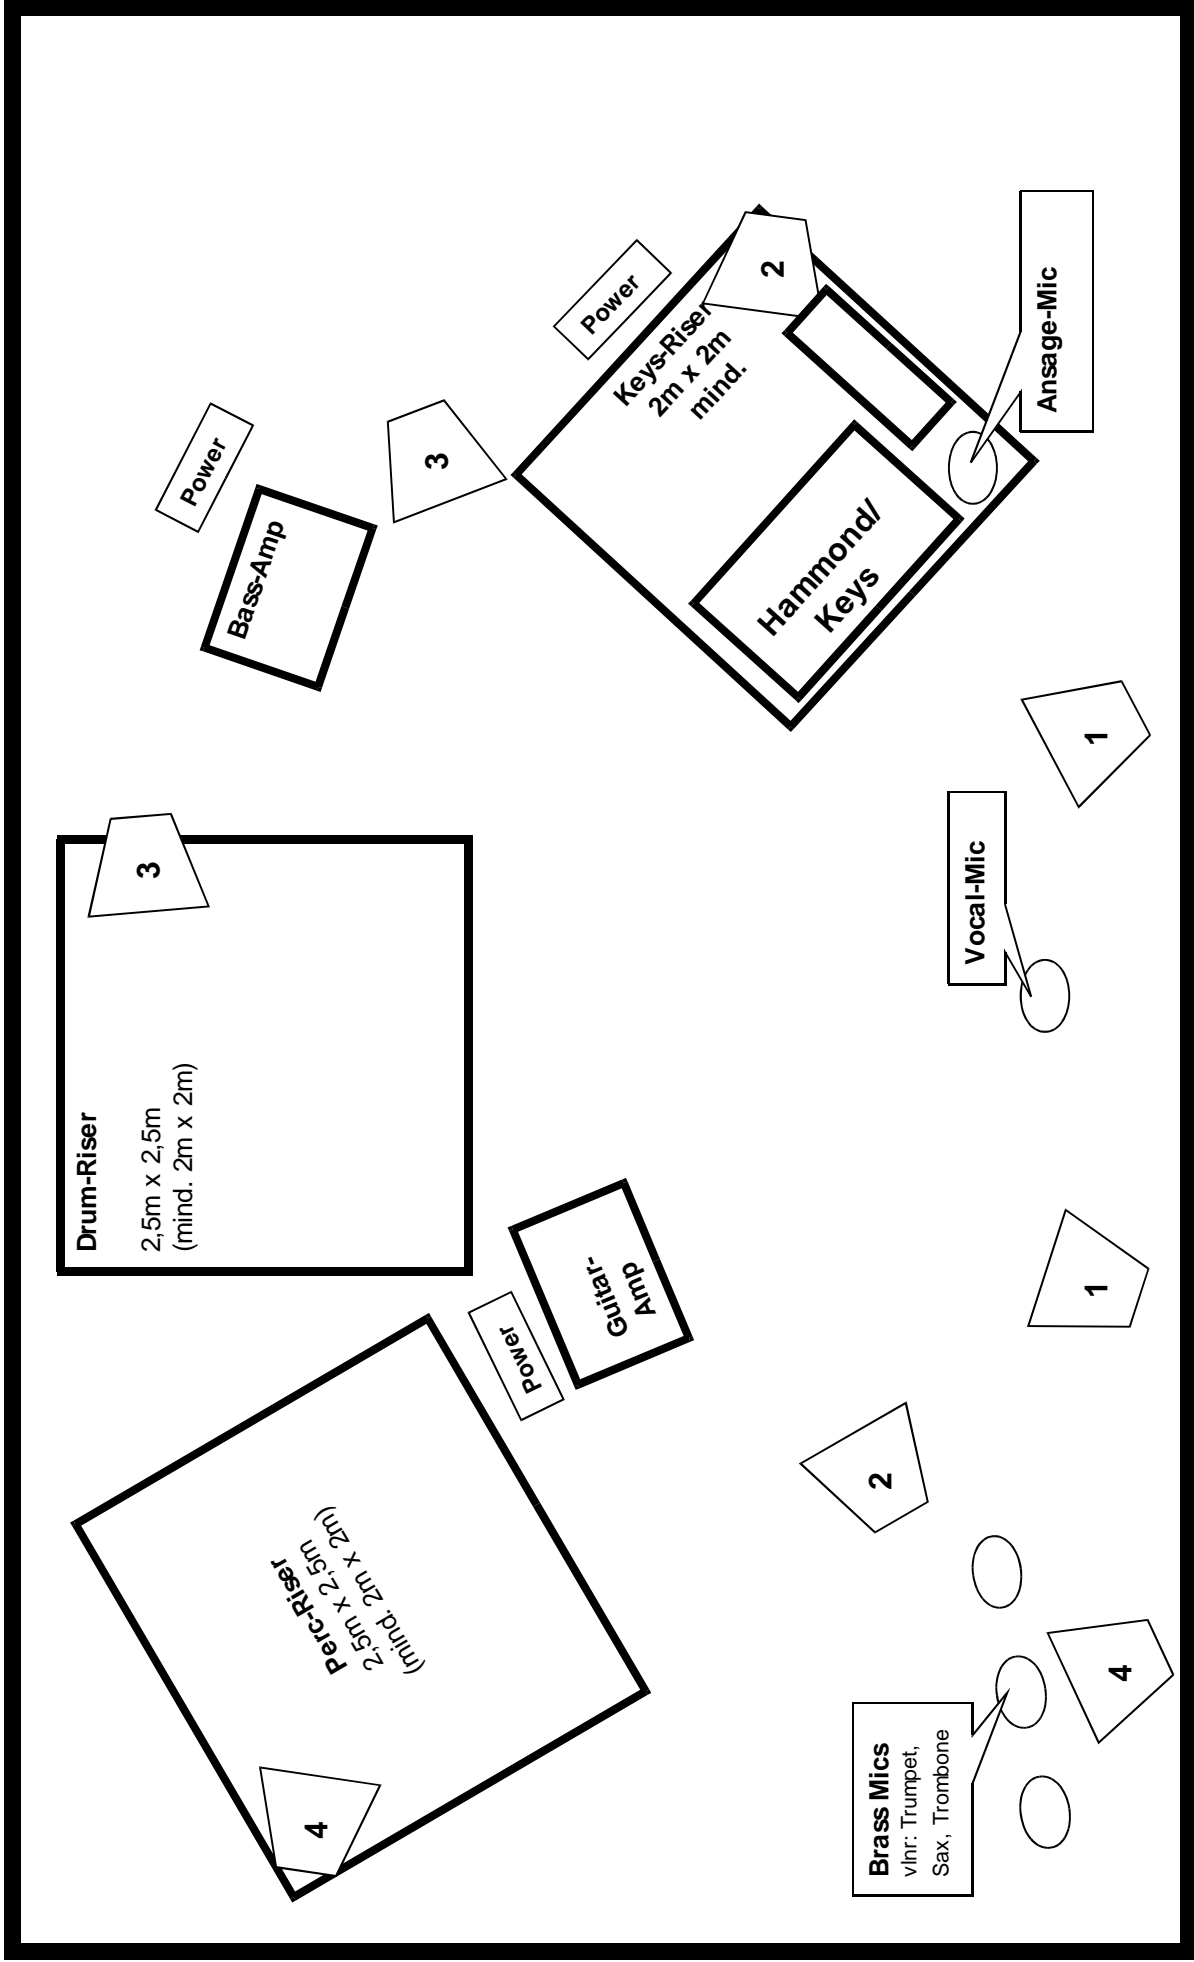 Drum-Riser
2,5m x 2,5m
(mind. 2m x 2m)
Perc-Riser
2,5m x 2,5m
(mind. 2m x 2m)
4
3
Power
Bass-Amp
3
Power
Guitar-
Amp
Power
Keys-Riser
2m x 2m
mind.
2
Hammond/
Keys
Ansage-Mic
Brass Mics
vlnr: Trumpet,
Sax, Trombone
4
2
1
Vocal-Mic
1